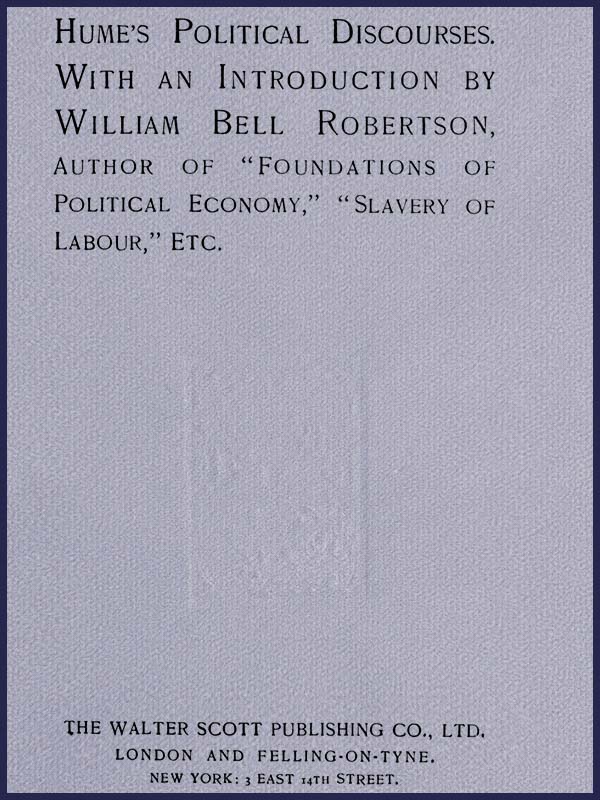 HUME'S POLITICAL DISCOURSES.
WITH AN INTRODUCTION BY
WILLIAM BELL ROBERTSON,
AUTHOR OF “FOUNDATIONS OF
POLITICAL ECONOMY,” “SLAVERY OF
LABOUR,” ETC.
THE WALTER SCOTT PUBLISHING CO., LTD.
LONDON AND FELLING-ON-TYNE.
NEW YORK: 3 EAST 14TH STREET.